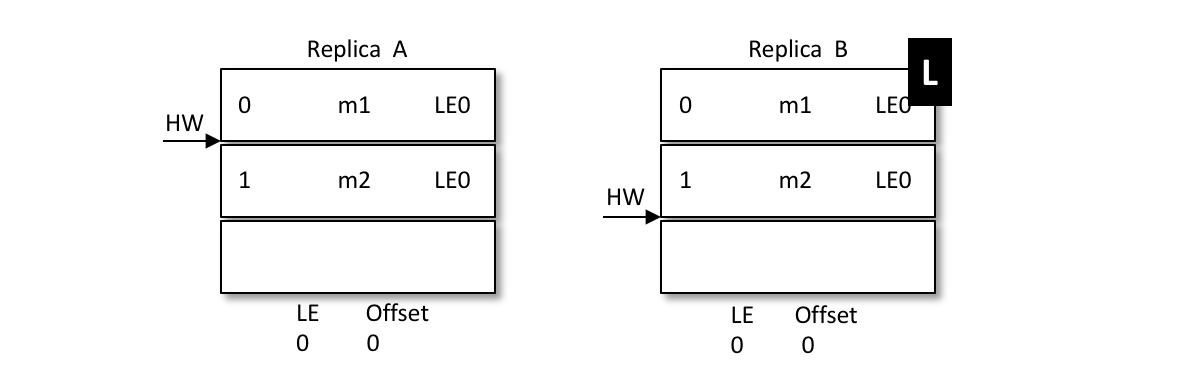 Replica A
0 m1 LE0
HW
1 m2 LE0
LE Offset
0 0
Replica B
L
0 m1 LE0
1 m2 LE0
HW
LE Offset
0 0